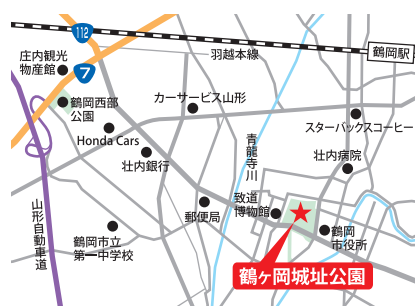 112
7
羽越本線
鶴岡駅
庄内観光
物産館
鶴岡西部
公園
カーサービス山形
スターバックスコーヒー
Honda Cars
壮内銀行
青龍寺川
壮内病院
山形自動車道
郵便局
致道
博物館
鶴岡
市役所
鶴岡市立
第一中学校
鶴ヶ岡城址公園